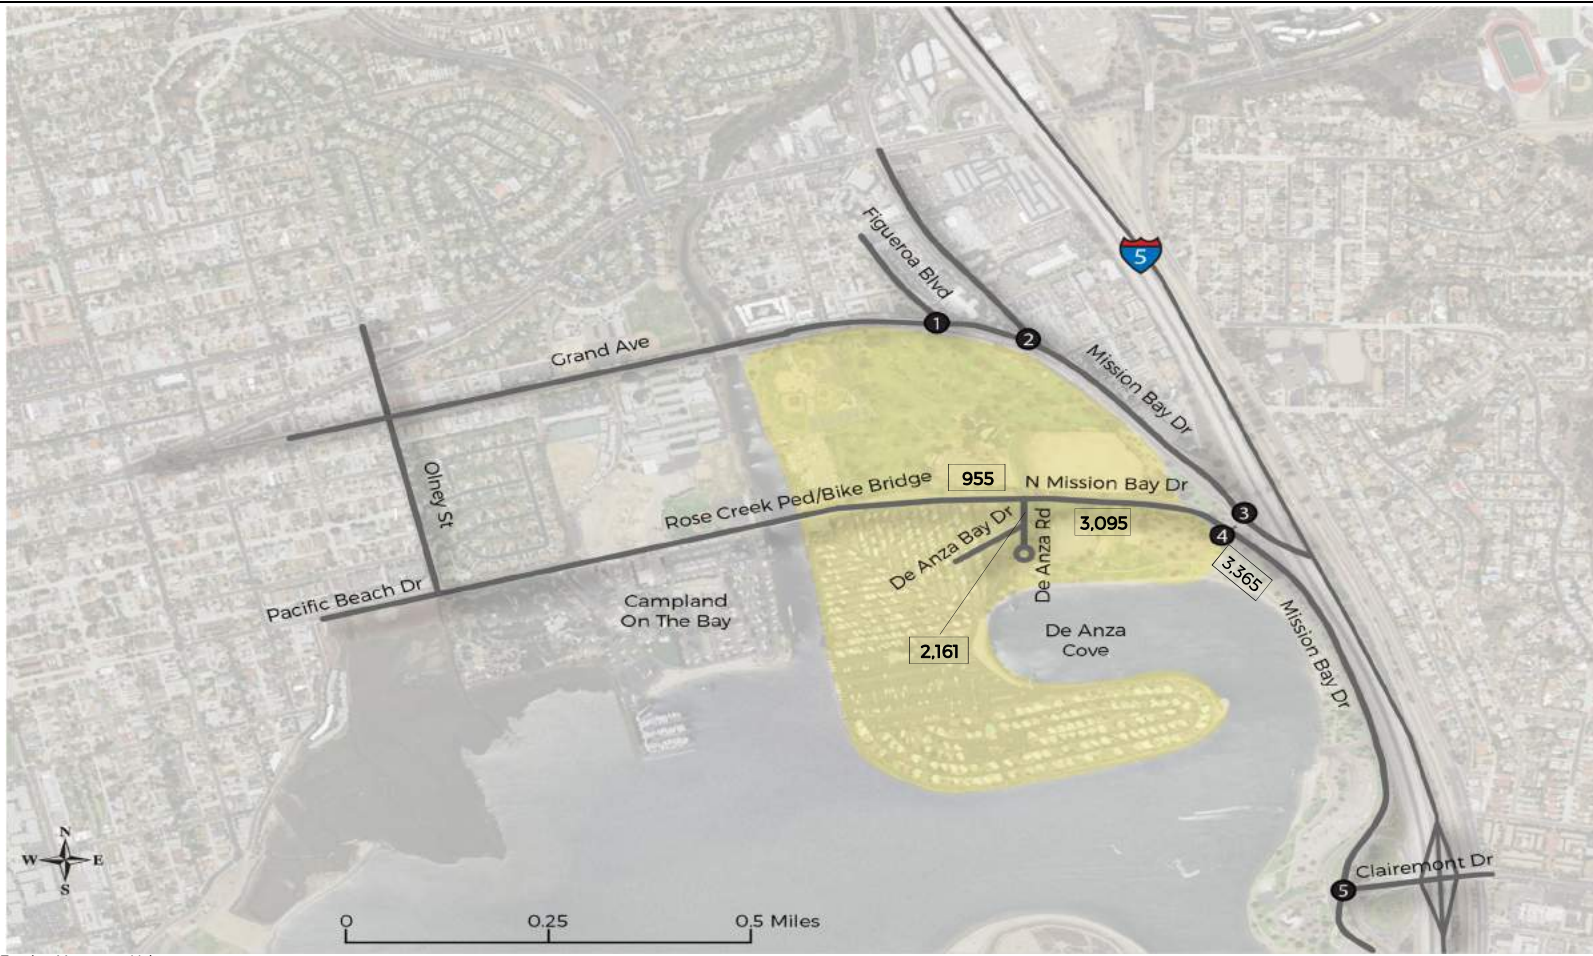 5
Figueroa Blvd
1
2
Grand Ave
Mission Bay Dr
Olney St
Rose Creek Ped/Bike Bridge
955
N Mission Bay Dr
3
De Anza Bay Dr
De Anza Rd
3,095
4
3,365
Pacific Beach Dr
Campland
On The Bay
2,161
De Anza
Cove
Mission Bay Dr
N
W
E
S
Clairemont Dr
5
0
0.25
0.5 Miles